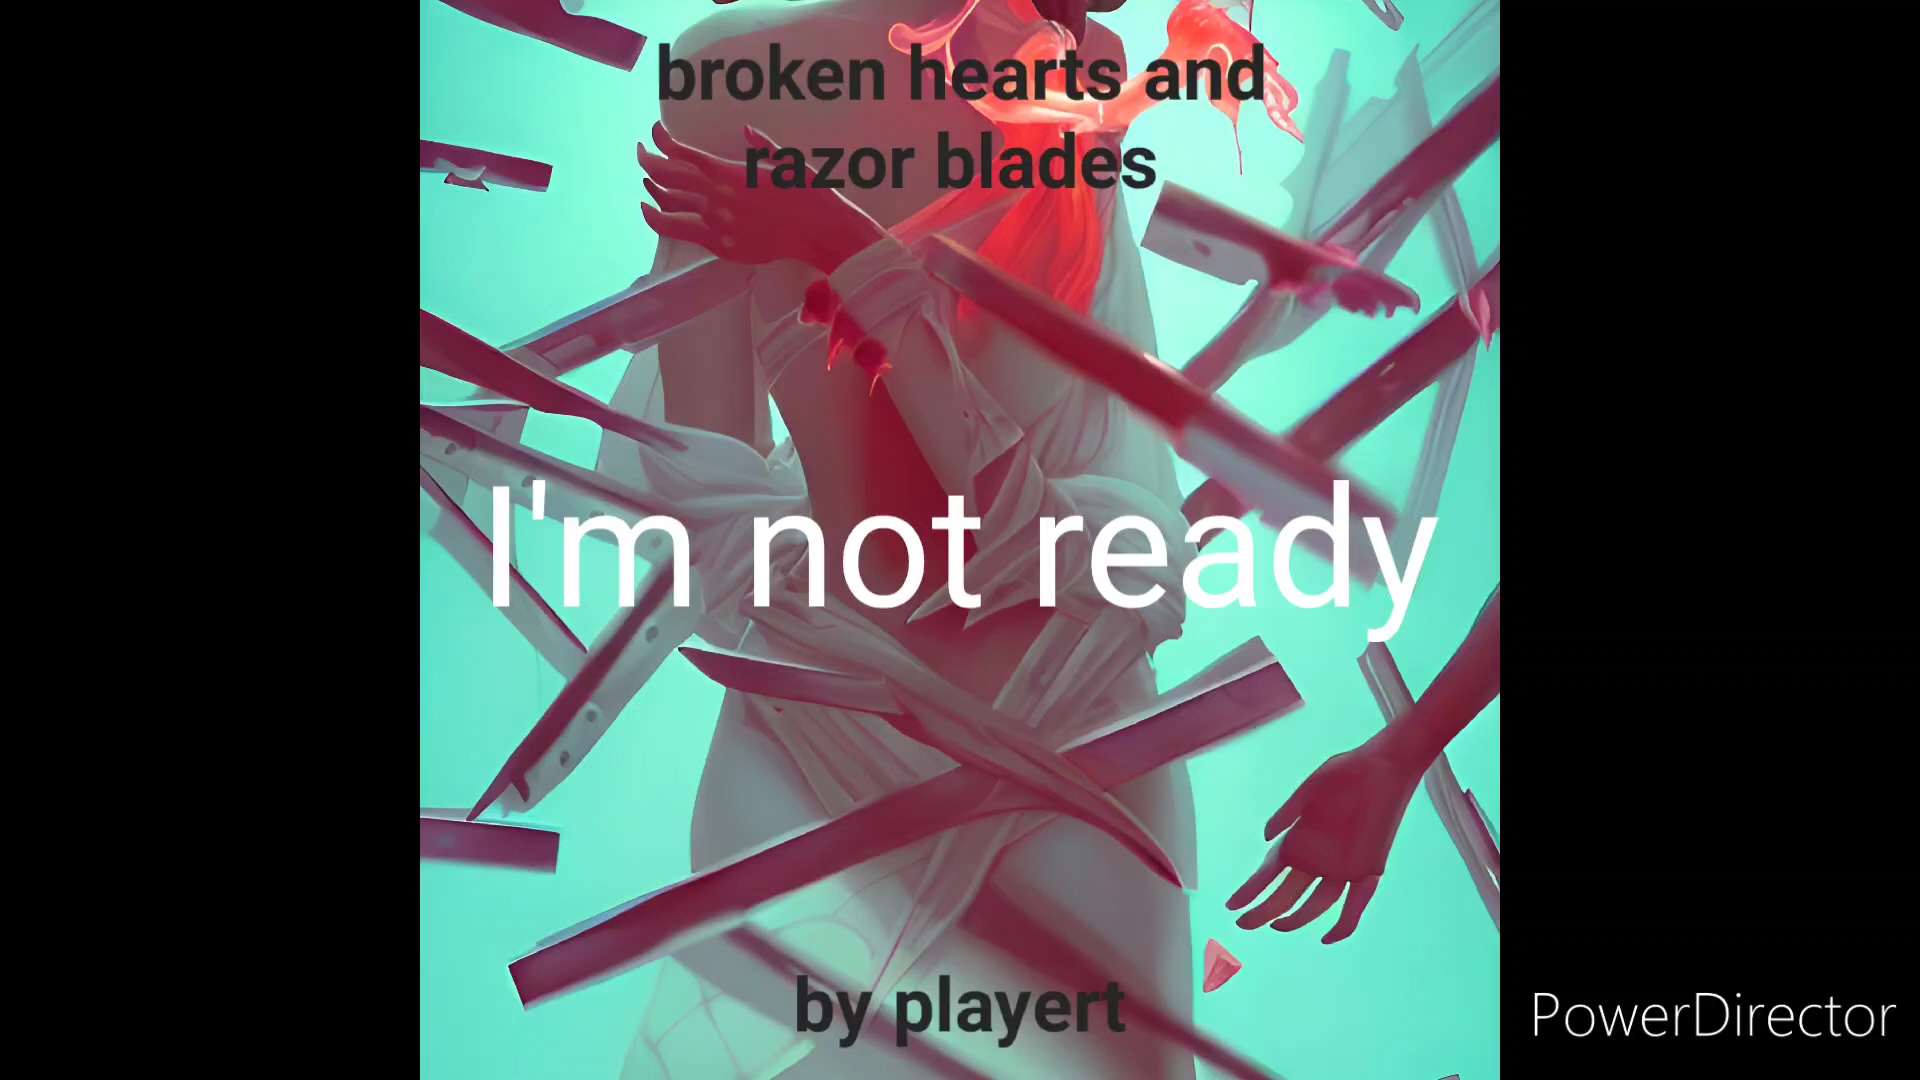 broken hearts and
razor blades
I'm not ready
by playert
PowerDirector